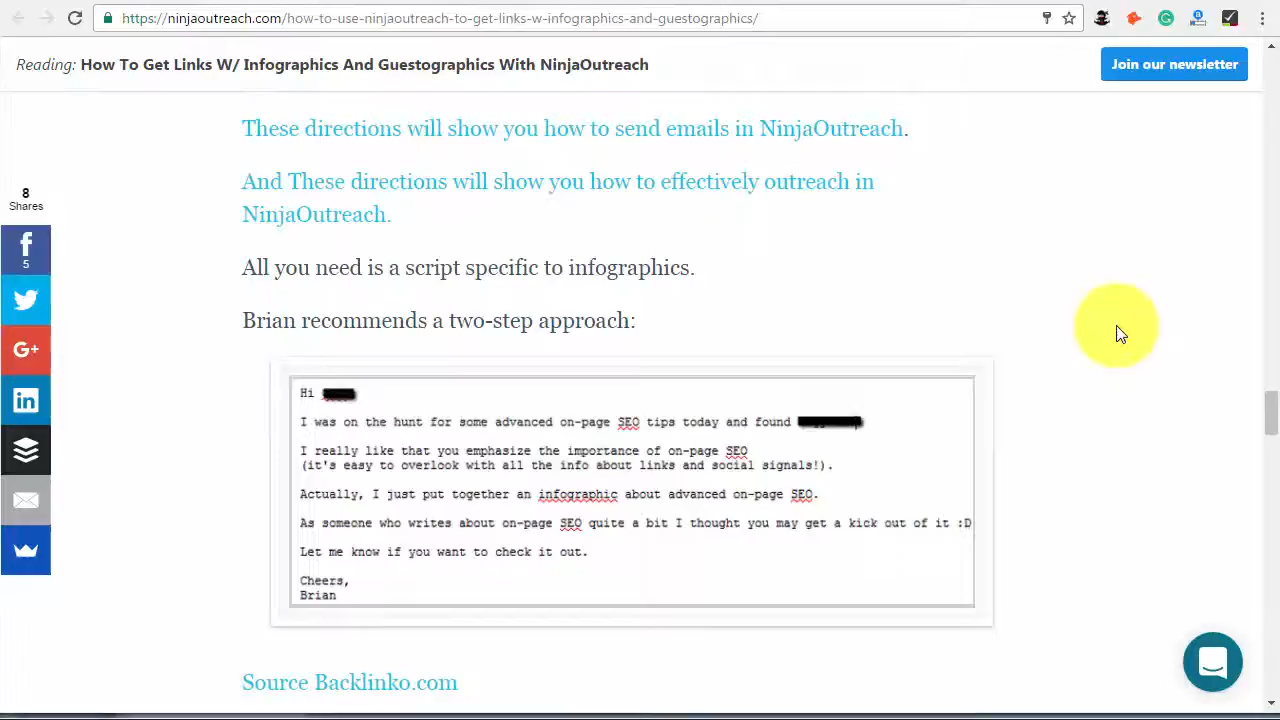 https://ninjaoutreach.com/how-to-use-ninjaoutreach-to-get-links-w-infographics-and-guestographics/
Reading: How To Get Links W/ Infographics And Guestographics With NinjaOutreach
Join our newsletter
These directions will show you how to send emails in NinjaOutreach.
And These directions will show you how to effectively outreach in
NinjaOutreach.
8
Shares
5
G+
in
All you need is a script specific to infographics.
Brian recommends a two-step approach:
Hi
I was on the hunt for some advanced on-page SEO tips today and found
I really like that you emphasize the importance of on-page SEO
(it's easy to overlook with all the info about links and social signals!).
Actually, I just put together an infographic about advanced on-page SEO.
As someone who writes about on-page SEO quite a bit I thought you may get a kick out of it :D
Let me know if you want to check it out.
Cheers,
Brian
Source Backlinko.com